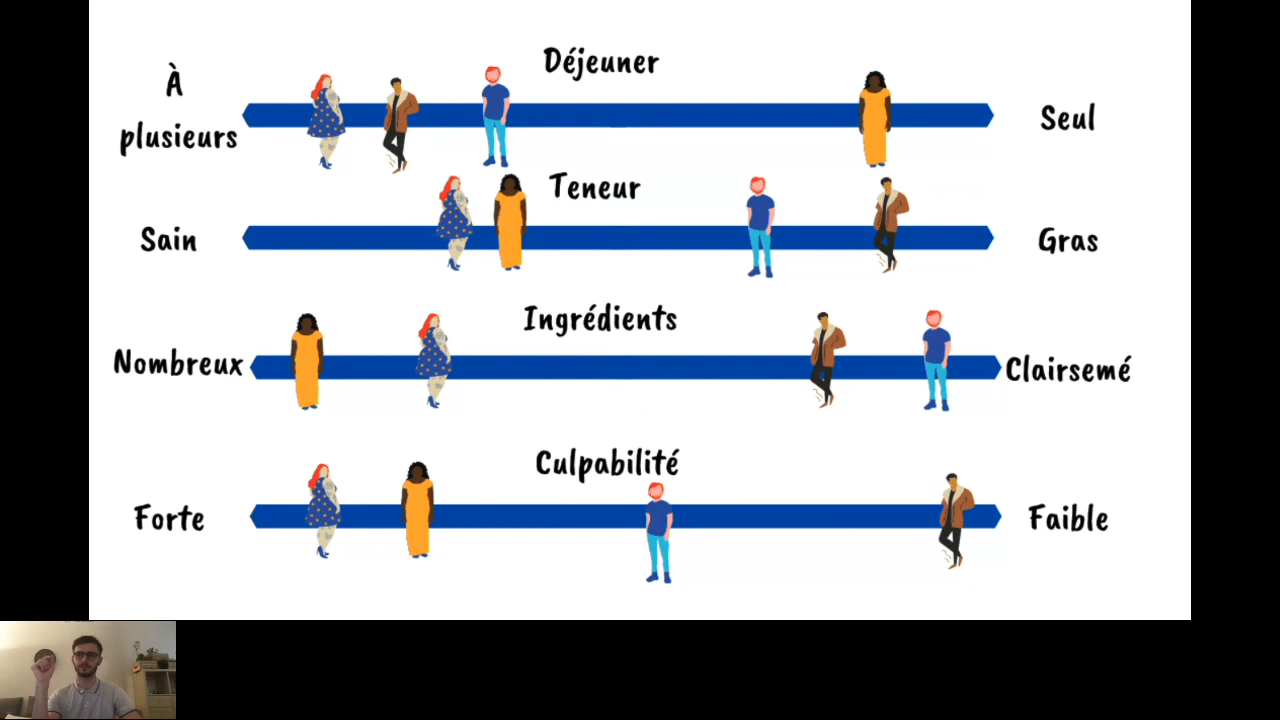 Déjeuner
À
plusieurs
Seul
Teneur
Sain
Gras
Ingrédients
Nombreux
Clairsemé
Culpabilité
Forte
Faible